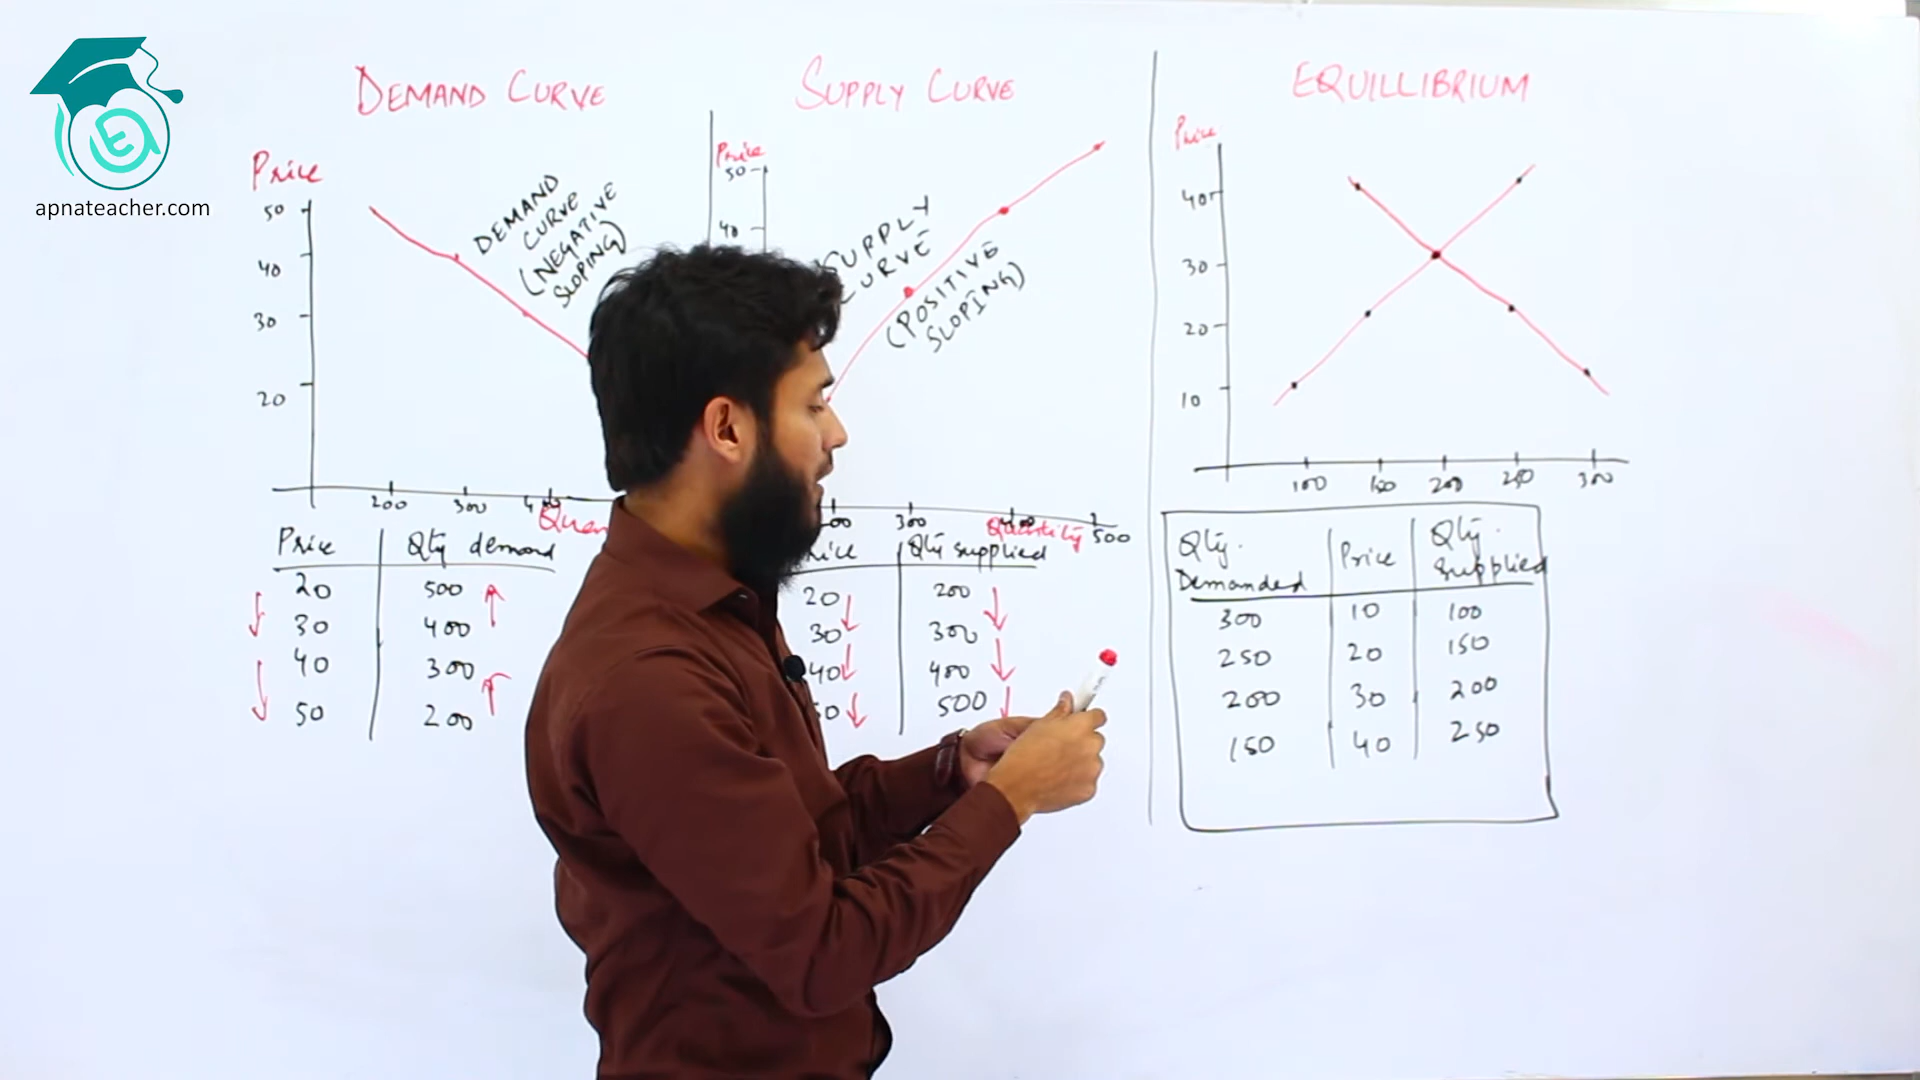 apnateacher.com
DEMAND CURVE
Price
50
40
30
20
DEMAND
CURVE
(NEGATIVE
SLOPING)
200 300
Price Qty demand
20 500
30 400
40 300
50 200
SUPPLY CURVE
Price
50
40
SUPPLY
CURVE
(POSITIVE
SLOPING)
300 400 500
Quantity
Qty supplied
20 200
30 300
40 400
500
EQUILLIBRIUM
Price
40
30
20
10
100 150 200 250 300
Qty. Demanded Price Qty. Supplied
300 10 100
250 20 150
200 30 200
150 40 250